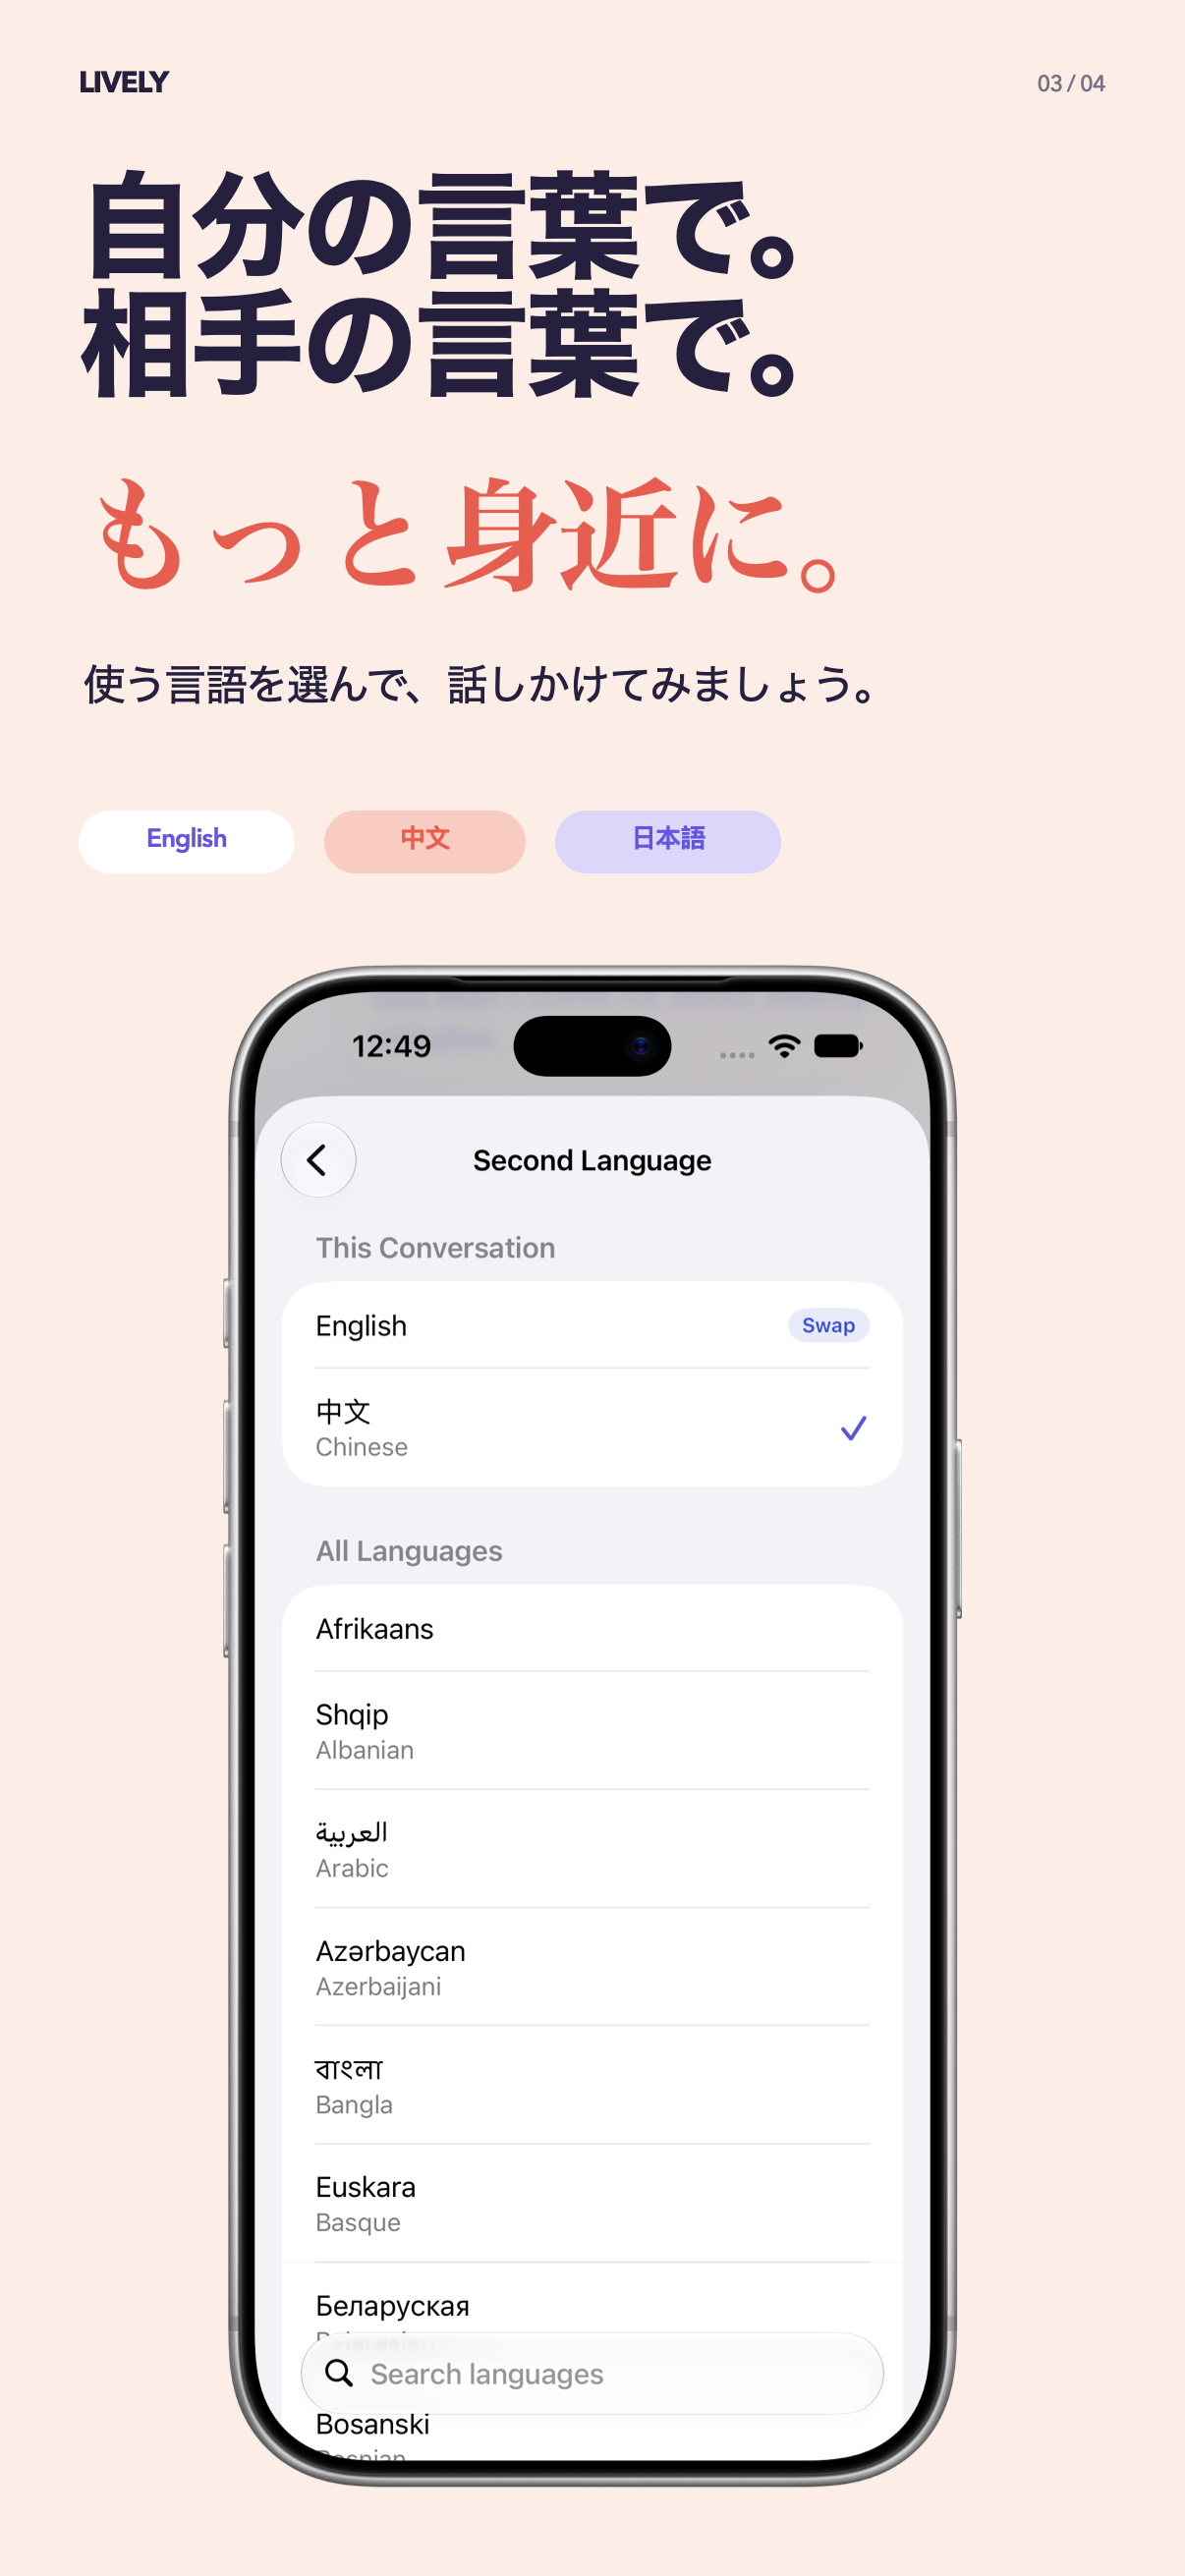 LIVELY
03 / 04
自分の言葉で。
相手の言葉で。
もっと身近に。
使う言語を選んで、話しかけてみましょう。
English
中文
日本語
12:49
Second Language
This Conversation
English
Swap
中文
Chinese
All Languages
Afrikaans
Shqip
Albanian
العربية
Arabic
Azərbaycan
Azerbaijani
বাংলা
Bangla
Euskara
Basque
Беларуская
Search languages
Bosanski
Bosnian